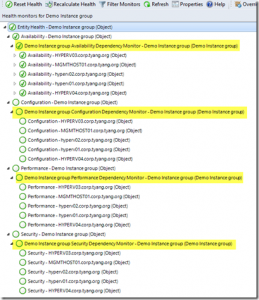 Reset Health
Recalculate Health
Filter Monitors
Refresh
Properties
Help
Overri
Health monitors for Demo Instance group
Entity Health - Demo Instance group (Object)
Availability - Demo Instance group (Object)
Demo Instance group Availability Dependency Monitor - Demo Instance group (Demo Instance group)
Availability - HYPERV03.corp.tyang.org (Object)
Availability - MGMTHOST01.corp.tyang.org (Object)
Availability - hyperv02.corp.tyang.org (Object)
Availability - hyperv01.corp.tyang.org (Object)
Availability - HYPERV04.corp.tyang.org (Object)
Configuration - Demo Instance group (Object)
Demo Instance group Configuration Dependency Monitor - Demo Instance group (Demo Instance group)
Configuration - HYPERV03.corp.tyang.org (Object)
Configuration - MGMTHOST01.corp.tyang.org (Object)
Configuration - hyperv02.corp.tyang.org (Object)
Configuration - hyperv01.corp.tyang.org (Object)
Configuration - HYPERV04.corp.tyang.org (Object)
Performance - Demo Instance group (Object)
Demo Instance group Performance Dependency Monitor - Demo Instance group (Demo Instance group)
Performance - HYPERV03.corp.tyang.org (Object)
Performance - MGMTHOST01.corp.tyang.org (Object)
Performance - hyperv02.corp.tyang.org (Object)
Performance - hyperv01.corp.tyang.org (Object)
Performance - HYPERV04.corp.tyang.org (Object)
Security - Demo Instance group (Object)
Demo Instance group Security Dependency Monitor - Demo Instance group (Demo Instance group)
Security - HYPERV03.corp.tyang.org (Object)
Security - MGMTHOST01.corp.tyang.org (Object)
Security - hyperv02.corp.tyang.org (Object)
Security - hyperv01.corp.tyang.org (Object)
Security - HYPERV04.corp.tyang.org (Object)